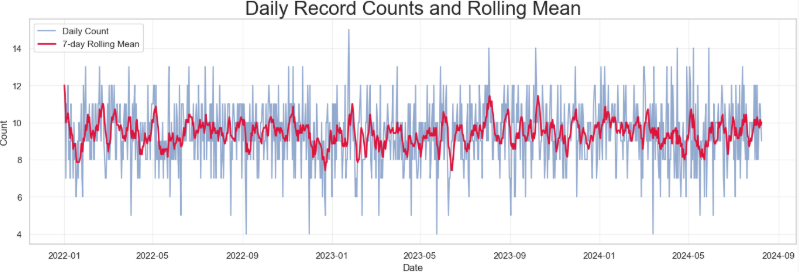 Daily Record Counts and Rolling Mean
Daily Count
7-day Rolling Mean
14
12
10
8
6
4
Count
2022-01 2022-05 2022-09 2023-01 2023-05 2023-09 2024-01 2024-05 2024-09
Date